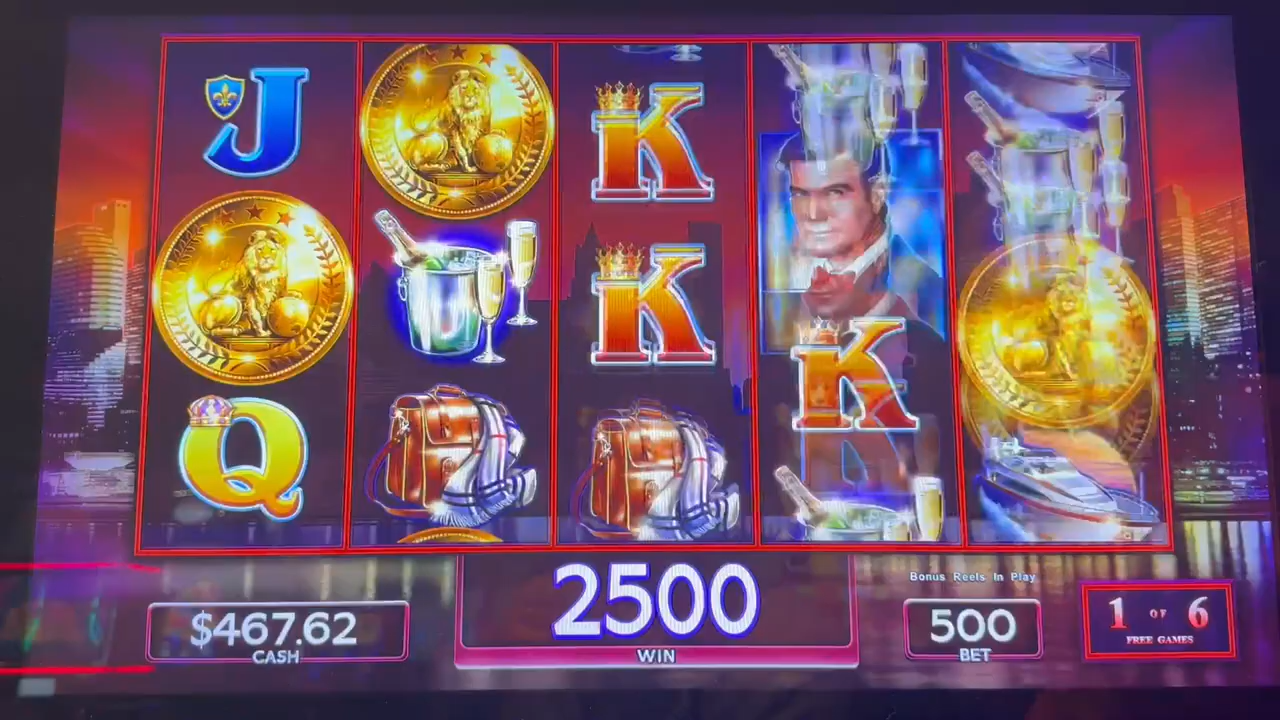 J
K
K
K
Q
$467.62
CASH
2500
WIN
Bonus Reels In Play
500
BET
1 OF 6
FREE GAMES